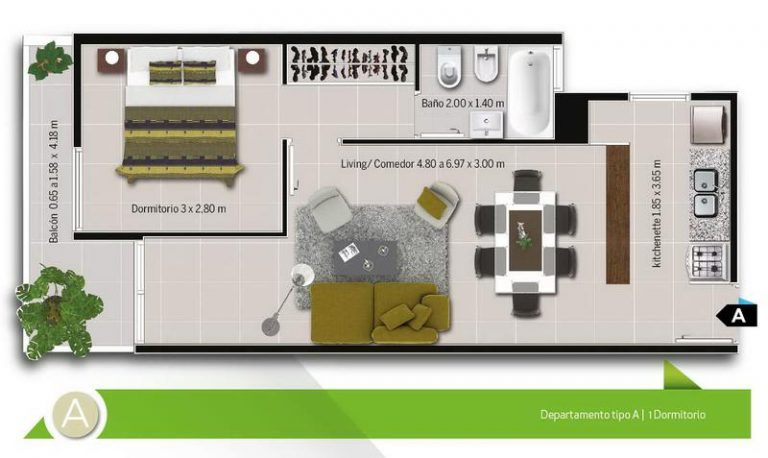 Baño 2.00 x 1.40 m
Living/ Comedor 4.80 a 6.97 x 3.00 m
Dormitorio 3 x 2.80 m
Balcón 0.65 a 1.58 x 4.18 m
kitchenette 1.85 x 3.65 m
A
A
Departamento tipo A | 1 Dormitorio